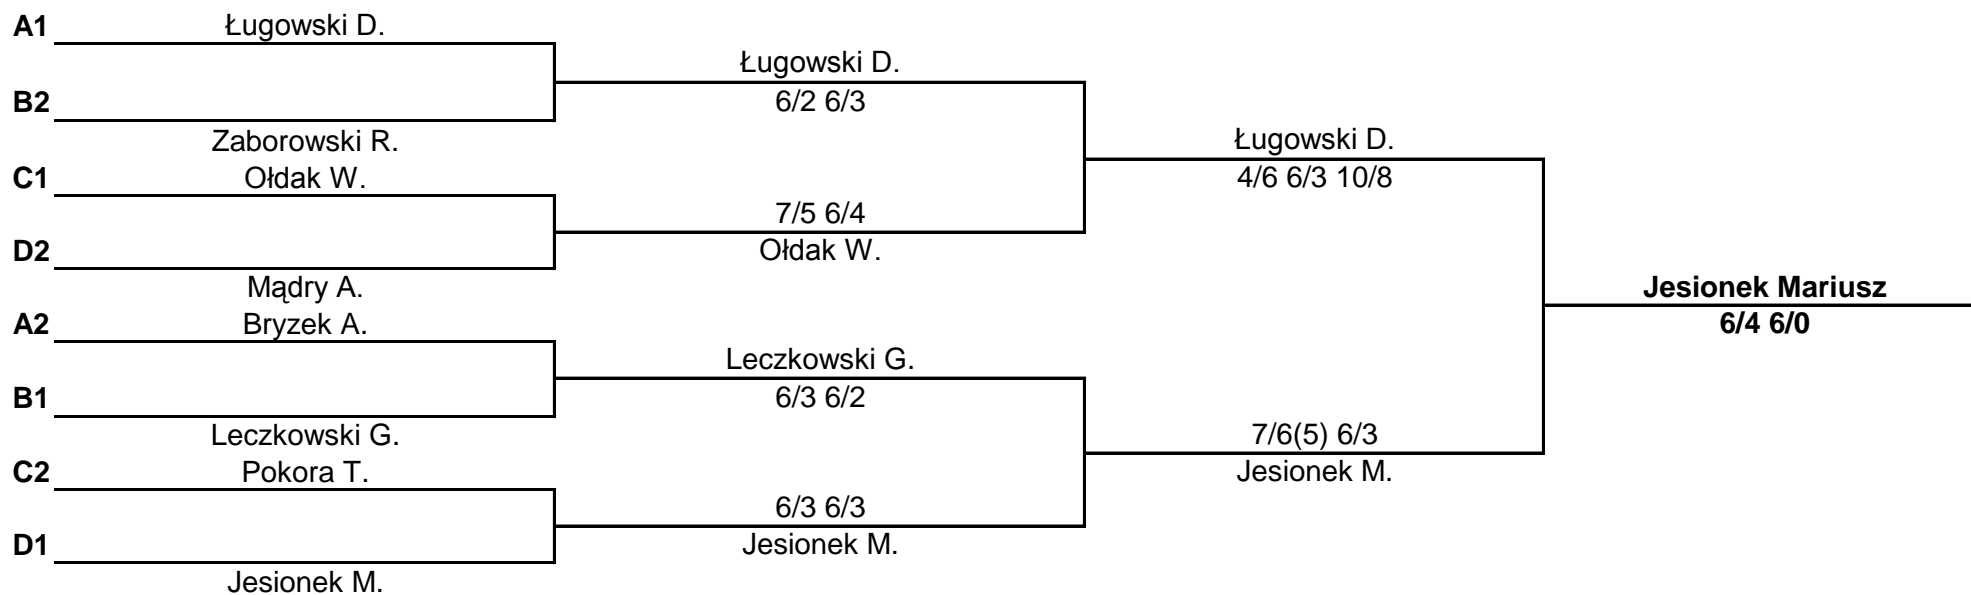 A1 Ługowski D.
Ługowski D.
B2 6/2 6/3
Zaborowski R. Ługowski D.
C1 Ołdak W. 4/6 6/3 10/8
7/5 6/4
D2 Ołdak W.
Mądry A. Jesionek Mariusz
A2 Bryzek A. 6/4 6/0
Leczkowski G.
B1 6/3 6/2
Leczkowski G. 7/6(5) 6/3
C2 Pokora T. Jesionek M.
6/3 6/3
D1 Jesionek M.
Jesionek M.